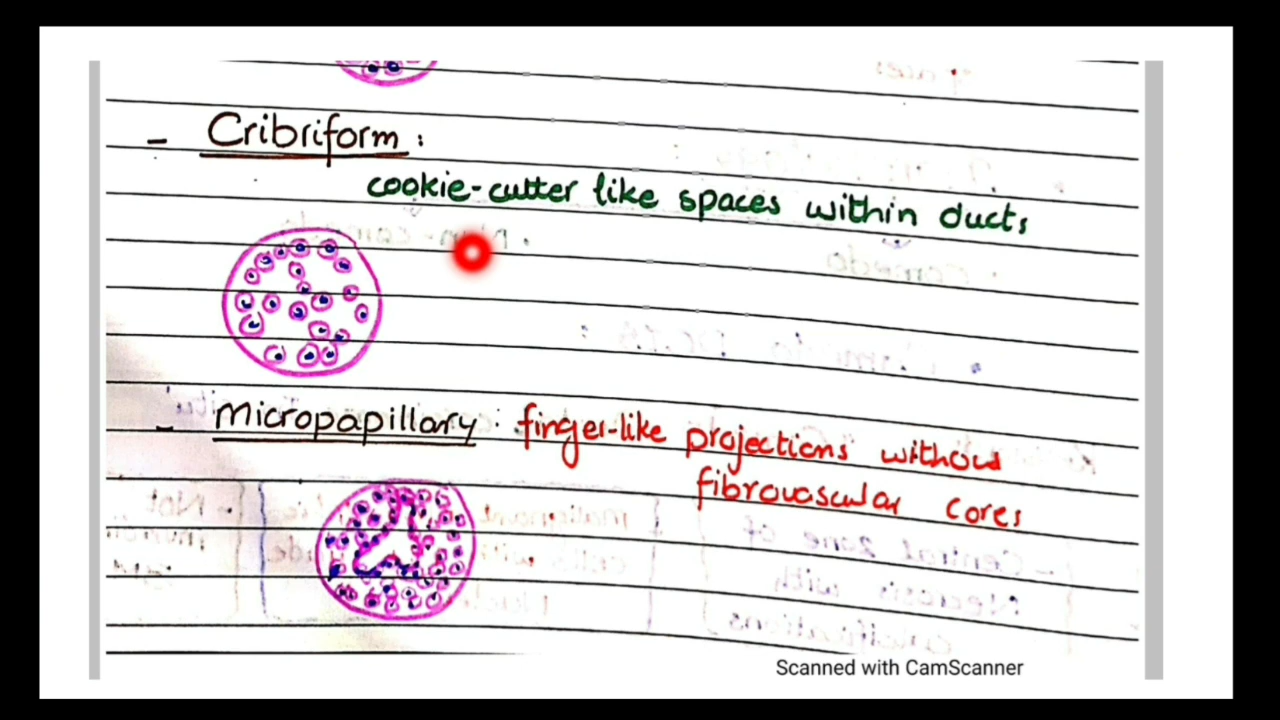 - Cribriform :
cookie-cutter like spaces within ducts
- Micropapillary : finger-like projections without
fibrovascular cores
Scanned with CamScanner